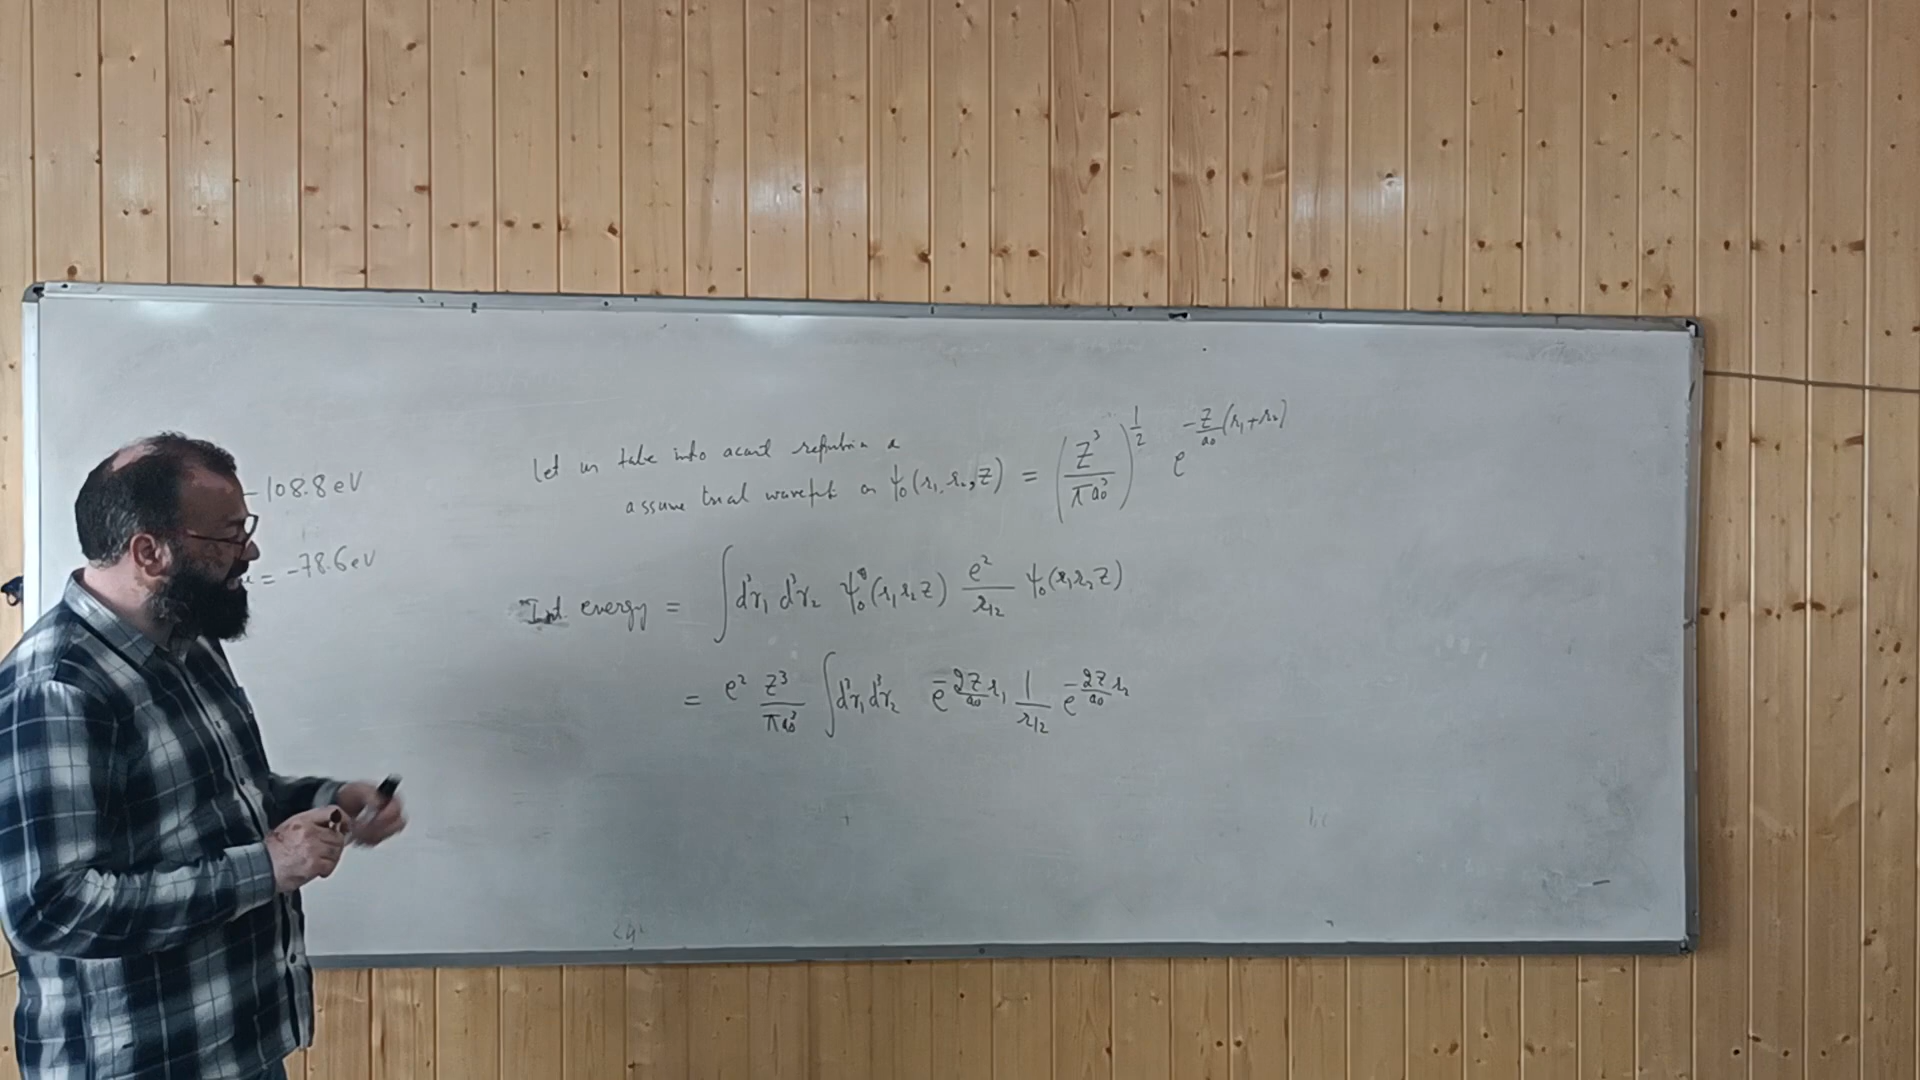 -108.8 eV
= -78.6 eV
Let us take into acant repulsion &
assume trial wavefnt as ψ₀(r₁, r₂, Z) = (Z³/πa₀³)^(1/2) e^(-Z/a₀ (r₁+r₂))
Int. energy = ∫ d³r₁ d³r₂ ψ₀*(r₁ r₂ Z) e²/r₁₂ ψ₀(r₁ r₂ Z)
= e² Z³/πa₀³ ∫ d³r₁ d³r₂ e^(-2Z/a₀ r₁) 1/r₁₂ e^(-2Z/a₀ r₂)